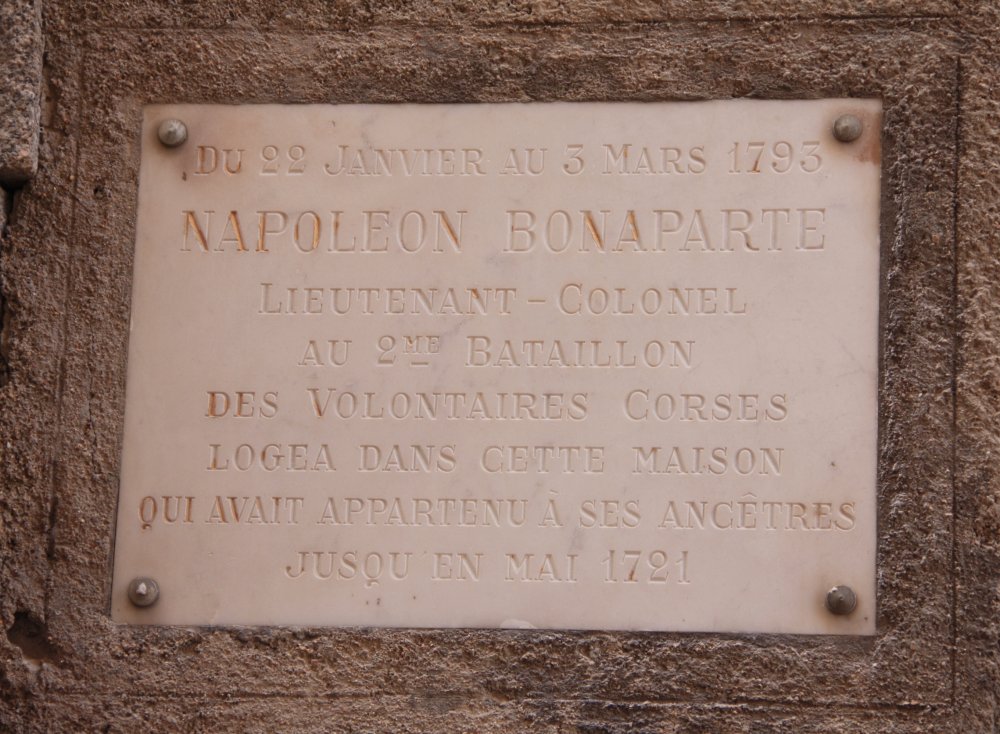 DU 22 JANVIER AU 3 MARS 1793
NAPOLEON BONAPARTE
LIEUTENANT-COLONEL
AU 2ME BATAILLON
DES VOLONTAIRES CORSES
LOGEA DANS CETTE MAISON
QUI AVAIT APPARTENU À SES ANCÊTRES
JUSQU'EN MAI 1721